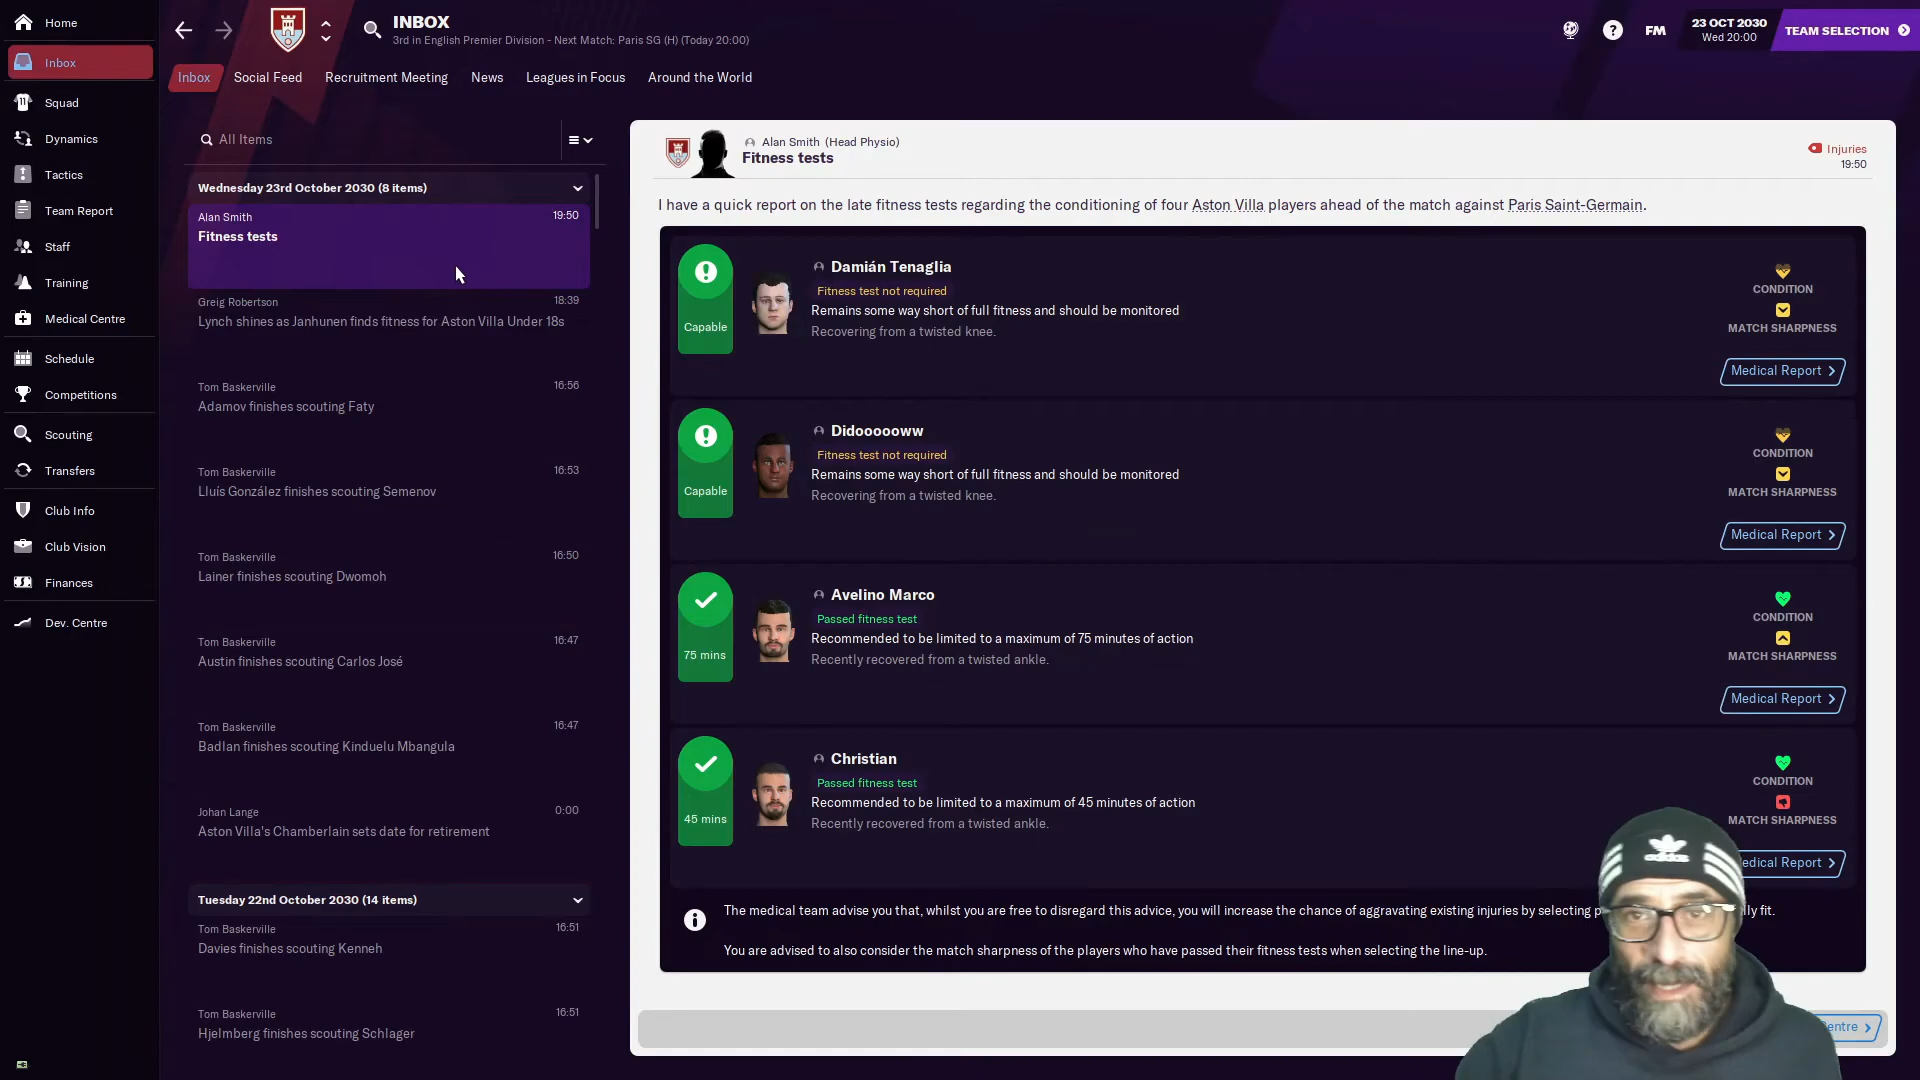 Home
Inbox
Squad
Dynamics
Tactics
Team Report
Staff
Training
Medical Centre
Schedule
Competitions
Scouting
Transfers
Club Info
Club Vision
Finances
Dev. Centre
INBOX
3rd in English Premier Division - Next Match: Paris SG (H) (Today 20:00)
FM
23 OCT 2030
Wed 20:00
TEAM SELECTION
Inbox Social Feed Recruitment Meeting News Leagues in Focus Around the World
All Items
Wednesday 23rd October 2030 (8 items)
Alan Smith 19:50
Fitness tests
Greig Robertson 18:39
Lynch shines as Janhunen finds fitness for Aston Villa Under 18s
Tom Baskerville 16:56
Adamov finishes scouting Faty
Tom Baskerville 16:53
Lluís González finishes scouting Semenov
Tom Baskerville 16:50
Lainer finishes scouting Dwomoh
Tom Baskerville 16:47
Austin finishes scouting Carlos José
Tom Baskerville 16:47
Badlan finishes scouting Kinduelu Mbangula
Johan Lange 0:00
Aston Villa's Chamberlain sets date for retirement
Tuesday 22nd October 2030 (14 items)
Tom Baskerville 16:51
Davies finishes scouting Kenneh
Tom Baskerville 16:51
Hjelmberg finishes scouting Schlager
Alan Smith (Head Physio)
Fitness tests
Injuries
19:50
I have a quick report on the late fitness tests regarding the conditioning of four Aston Villa players ahead of the match against Paris Saint-Germain.
Capable
Damián Tenaglia
Fitness test not required
Remains some way short of full fitness and should be monitored
Recovering from a twisted knee.
CONDITION
MATCH SHARPNESS
Medical Report
Capable
Didoooooww
Fitness test not required
Remains some way short of full fitness and should be monitored
Recovering from a twisted knee.
CONDITION
MATCH SHARPNESS
Medical Report
75 mins
Avelino Marco
Passed fitness test
Recommended to be limited to a maximum of 75 minutes of action
Recently recovered from a twisted ankle.
CONDITION
MATCH SHARPNESS
Medical Report
45 mins
Christian
Passed fitness test
Recommended to be limited to a maximum of 45 minutes of action
Recently recovered from a twisted ankle.
CONDITION
MATCH SHARPNESS
Report
The medical team advise you that, whilst you are free to disregard this advice, you will increase the chance of aggravating existing injuries by selecting fit.
You are advised to also consider the match sharpness of the players who have passed their fitness tests when selecting the line-up.
adidas